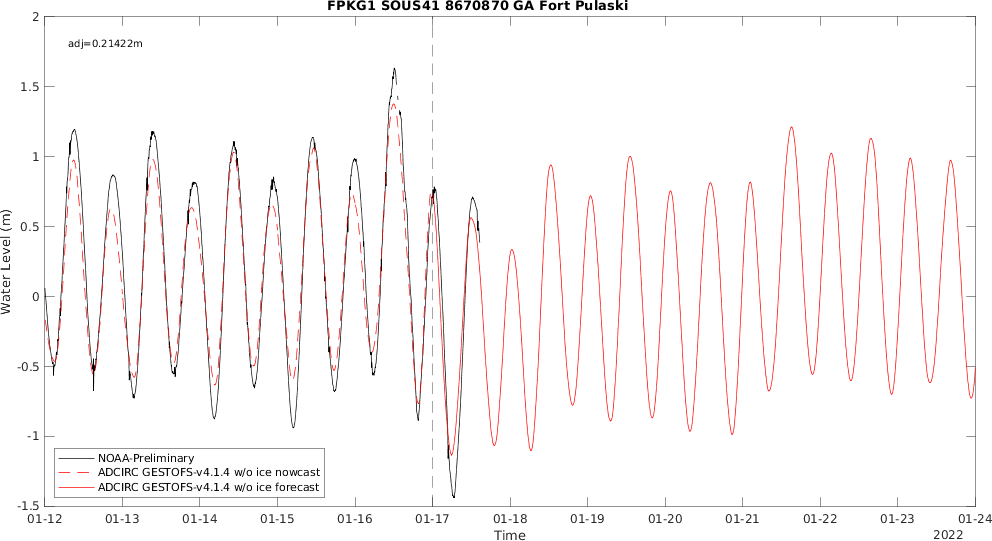 FPKG1 SOUS41 8670870 GA Fort Pulaski
adj=0.21422m
2
1.5
1
0.5
0
-0.5
-1
-1.5
Water Level (m)
NOAA-Preliminary
ADCIRC GESTOFS-v4.1.4 w/o ice nowcast
ADCIRC GESTOFS-v4.1.4 w/o ice forecast
01-12 01-13 01-14 01-15 01-16 01-17 01-18 01-19 01-20 01-21 01-22 01-23 01-24
Time
2022